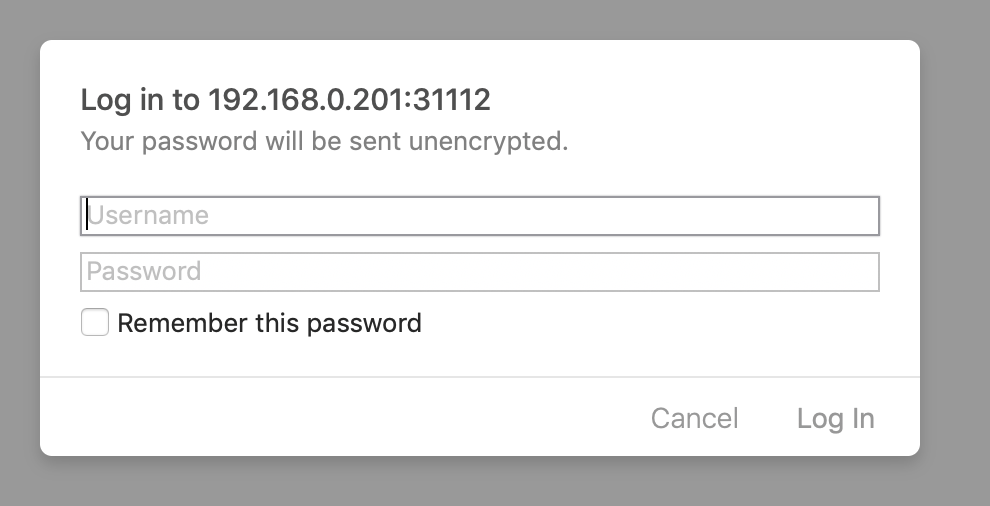 Log in to 192.168.0.201:31112
Your password will be sent unencrypted.
Username
Password
Remember this password
Cancel Log In